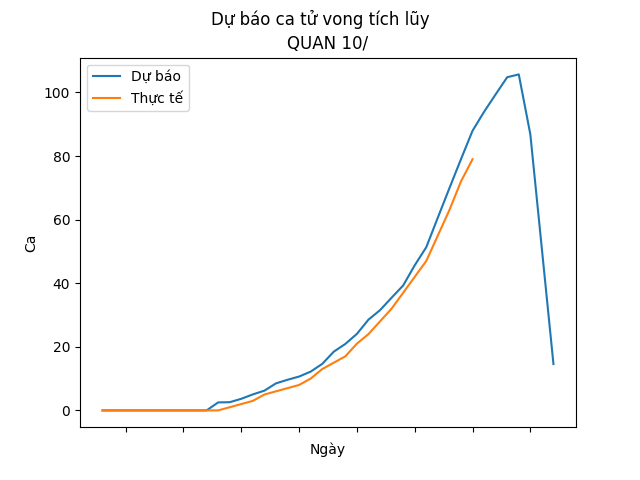 Dự báo ca tử vong tích lũy
QUAN 10/
Dự báo
Thực tế
100
80
60
40
20
0
Ca
Ngày